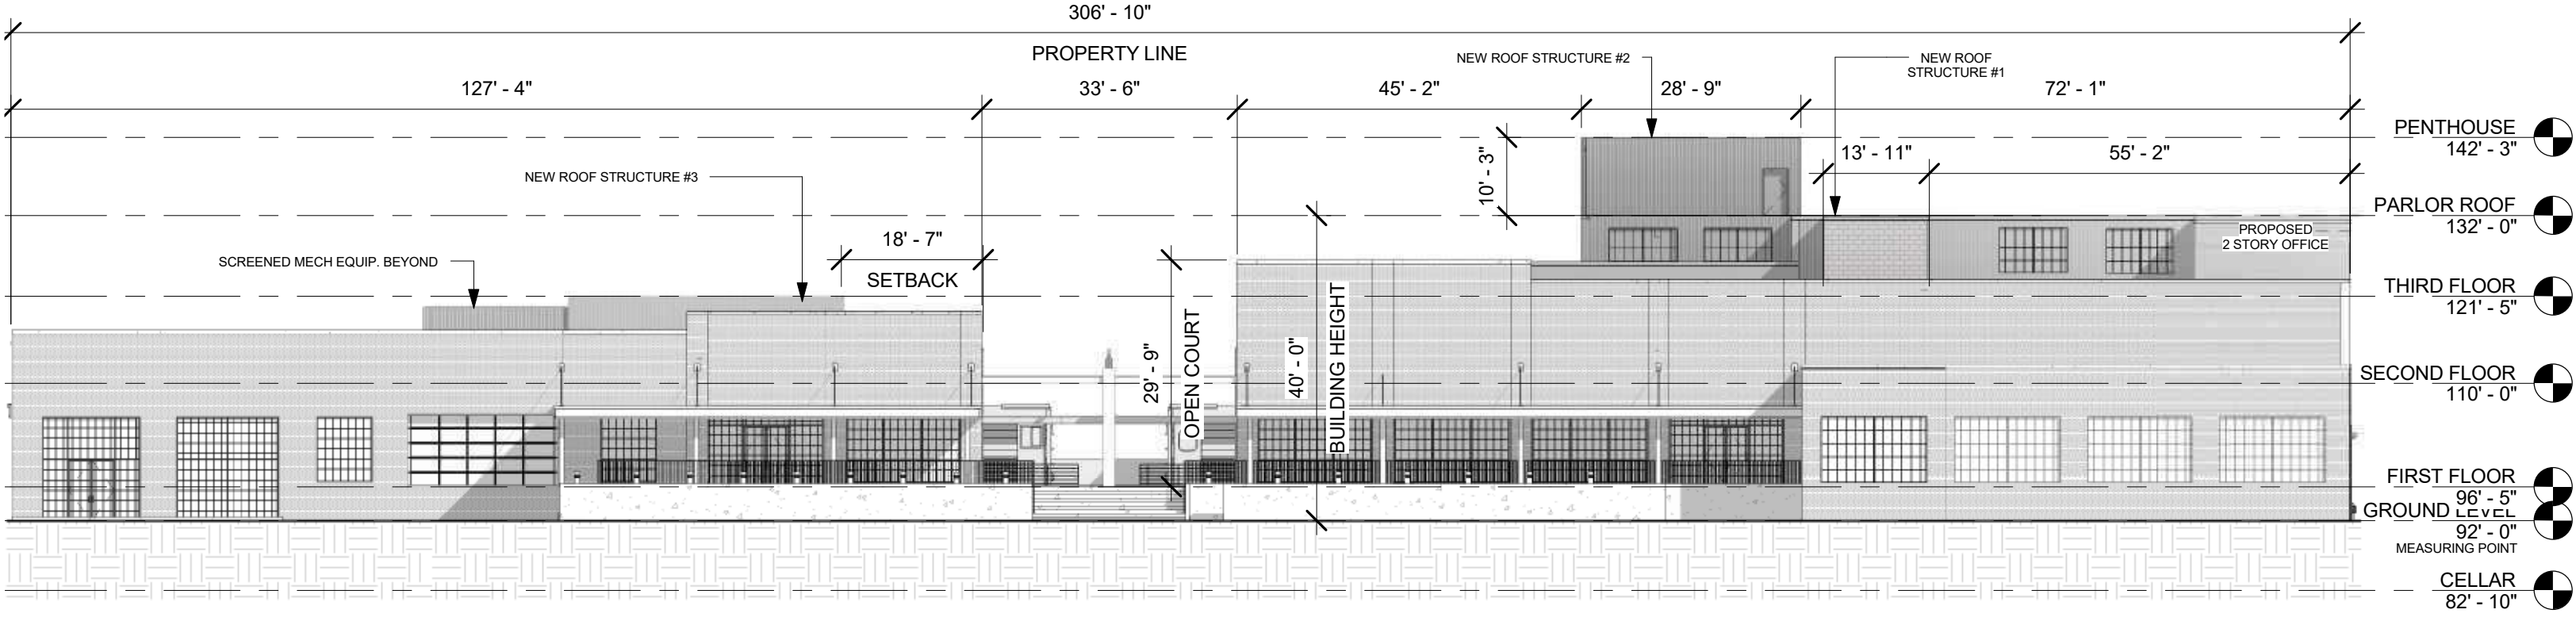 306' - 10"
PROPERTY LINE
NEW ROOF STRUCTURE #2
NEW ROOF
STRUCTURE #1
127' - 4"
33' - 6"
45' - 2"
28' - 9"
72' - 1"
PENTHOUSE
142' - 3"
10' - 3"
13' - 11"
55' - 2"
NEW ROOF STRUCTURE #3
PARLOR ROOF
132' - 0"
PROPOSED
2 STORY OFFICE
18' - 7"
SETBACK
SCREENED MECH EQUIP. BEYOND
THIRD FLOOR
121' - 5"
29' - 9"
OPEN COURT
40' - 0"
BUILDING HEIGHT
SECOND FLOOR
110' - 0"
FIRST FLOOR
96' - 5"
GROUND LEVEL
92' - 0"
MEASURING POINT
CELLAR
82' - 10"